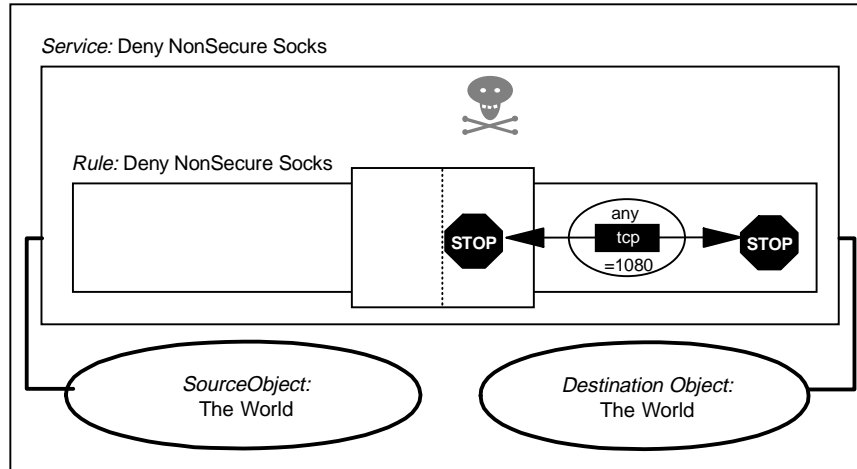 Service: Deny NonSecure Socks
Rule: Deny NonSecure Socks
any
STOP
tcp
STOP
=1080
SourceObject:
The World
Destination Object:
The World